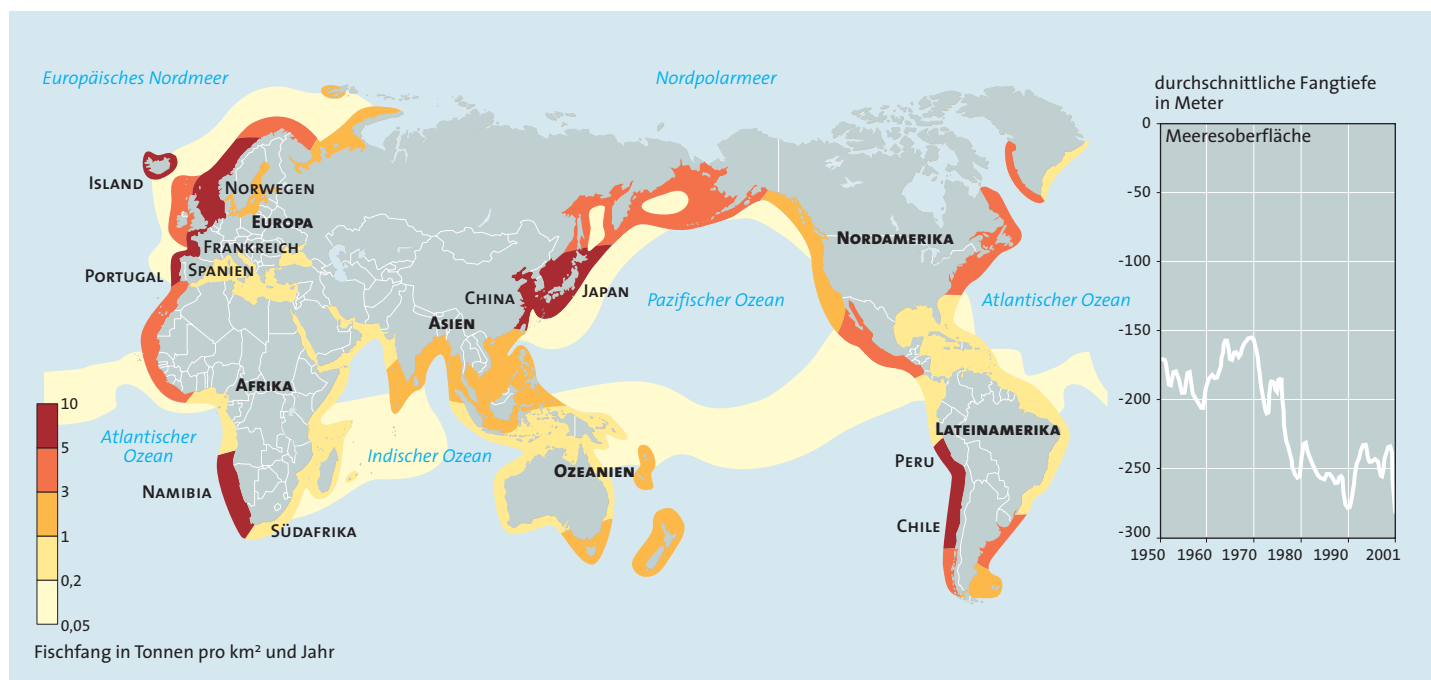 Europäisches Nordmeer
Nordpolarmeer
ISLAND
NORWEGEN
EUROPA
FRANKREICH
PORTUGAL
SPANIEN
CHINA
JAPAN
ASIEN
Pazifischer Ozean
NORDAMERIKA
Atlantischer Ozean
AFRIKA
Atlantischer
Ozean
Indischer Ozean
NAMIBIA
SÜDAFRIKA
OZEANIEN
LATEINAMERIKA
PERU
CHILE
10
5
3
1
0,2
0,05
Fischfang in Tonnen pro km² und Jahr
durchschnittliche Fangtiefe
in Meter
Meeresoberfläche
0
-50
-100
-150
-200
-250
-300
1950 1960 1970 1980 1990 2001